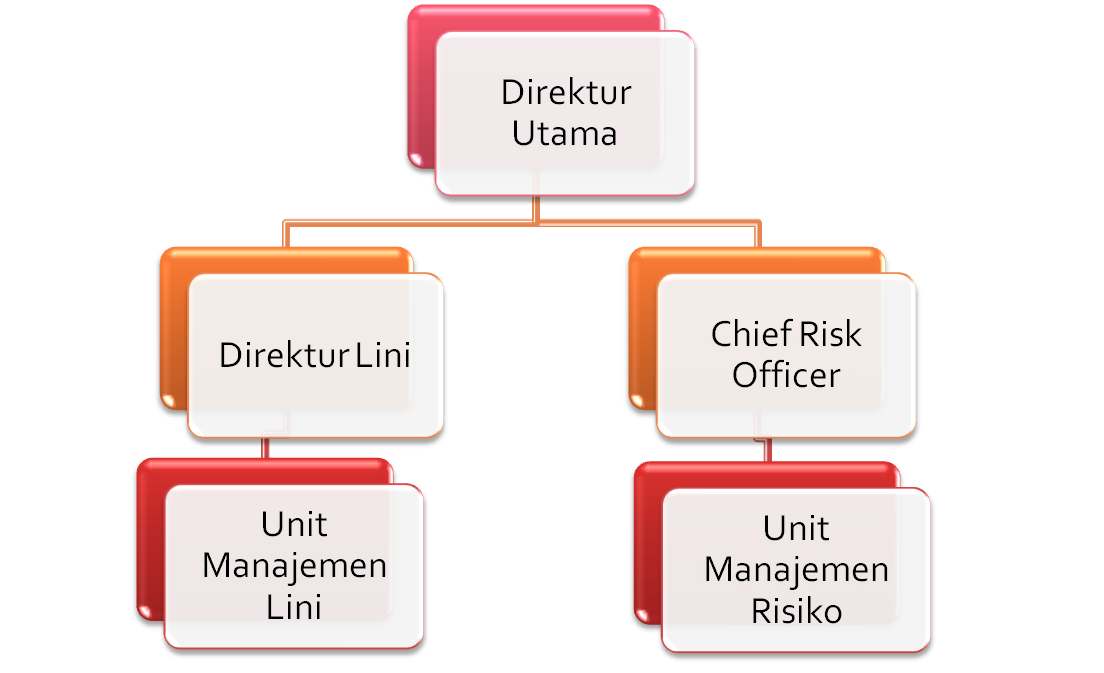 Direktur
Utama
Direktur Lini
Chief Risk
Officer
Unit
Manajemen
Lini
Unit
Manajemen
Risiko